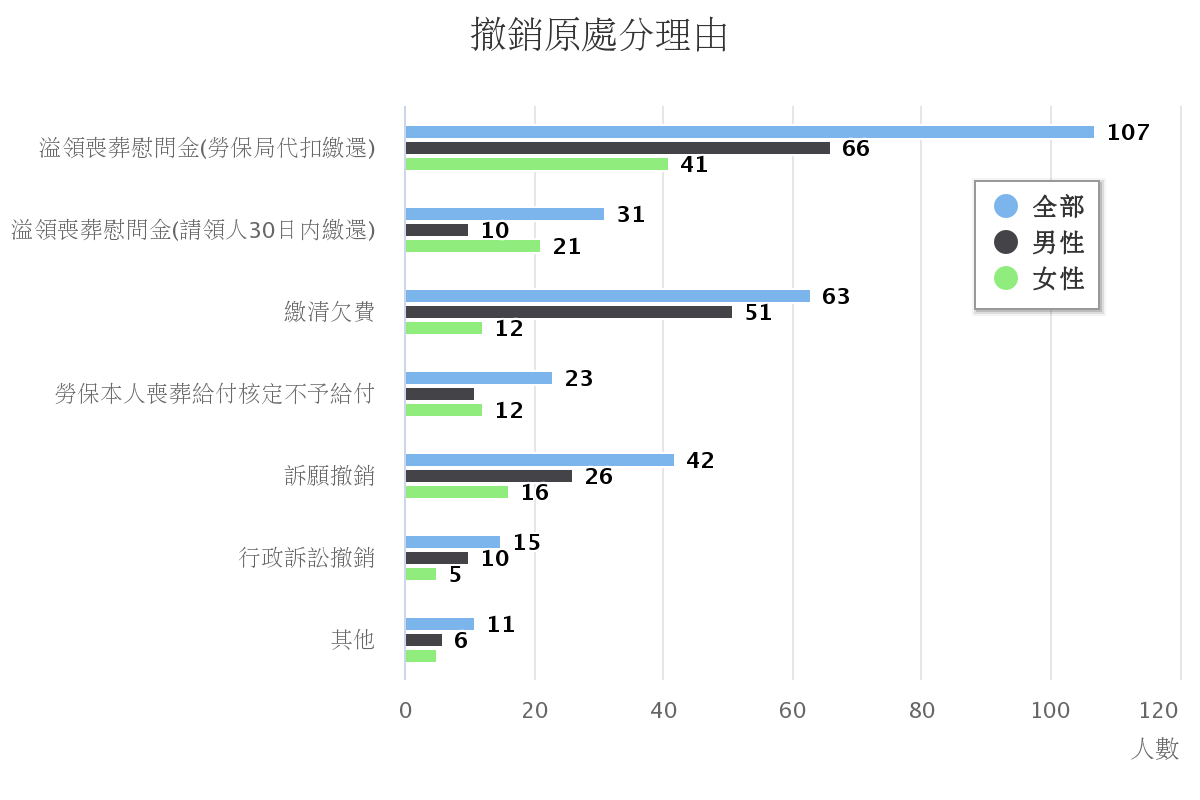 撤銷原處分理由
溢領喪葬慰問金(勞保局代扣繳還)
107
66
41
溢領喪葬慰問金(請領人30日內繳還)
31
10
21
繳清欠費
63
51
12
勞保本人喪葬給付核定不予給付
23
12
訴願撤銷
42
26
16
行政訴訟撤銷
15
10
5
其他
11
6
全部
男性
女性
0 20 40 60 80 100 120
人數